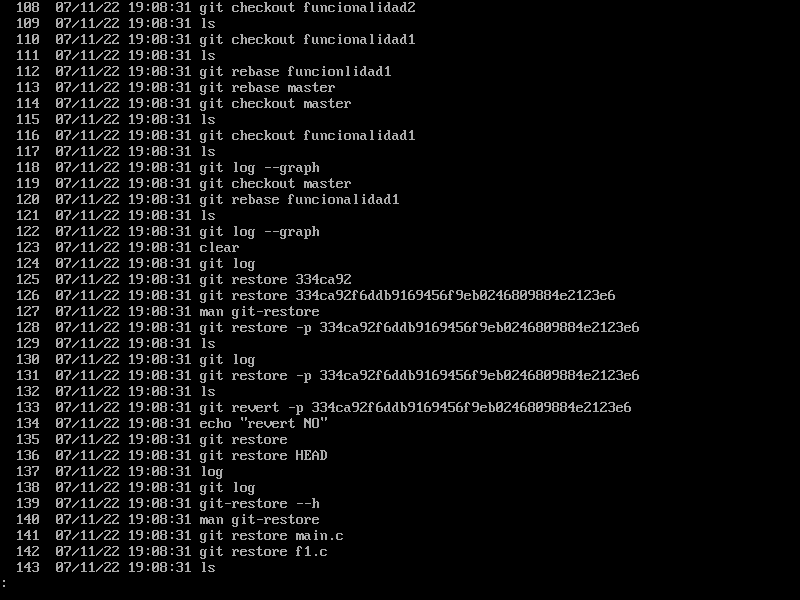 108  07/11/22 19:08:31 git checkout funcionalidad2
109  07/11/22 19:08:31 ls
110  07/11/22 19:08:31 git checkout funcionalidad1
111  07/11/22 19:08:31 ls
112  07/11/22 19:08:31 git rebase funcionlidad1
113  07/11/22 19:08:31 git rebase master
114  07/11/22 19:08:31 git checkout master
115  07/11/22 19:08:31 ls
116  07/11/22 19:08:31 git checkout funcionalidad1
117  07/11/22 19:08:31 ls
118  07/11/22 19:08:31 git log --graph
119  07/11/22 19:08:31 git checkout master
120  07/11/22 19:08:31 git rebase funcionalidad1
121  07/11/22 19:08:31 ls
122  07/11/22 19:08:31 git log --graph
123  07/11/22 19:08:31 clear
124  07/11/22 19:08:31 git log
125  07/11/22 19:08:31 git restore 334ca92
126  07/11/22 19:08:31 git restore 334ca92f6ddb9169456f9eb0246809884e2123e6
127  07/11/22 19:08:31 man git-restore
128  07/11/22 19:08:31 git restore -p 334ca92f6ddb9169456f9eb0246809884e2123e6
129  07/11/22 19:08:31 ls
130  07/11/22 19:08:31 git log
131  07/11/22 19:08:31 git restore -p 334ca92f6ddb9169456f9eb0246809884e2123e6
132  07/11/22 19:08:31 ls
133  07/11/22 19:08:31 git revert -p 334ca92f6ddb9169456f9eb0246809884e2123e6
134  07/11/22 19:08:31 echo "revert NO"
135  07/11/22 19:08:31 git restore
136  07/11/22 19:08:31 git restore HEAD
137  07/11/22 19:08:31 log
138  07/11/22 19:08:31 git log
139  07/11/22 19:08:31 git-restore --h
140  07/11/22 19:08:31 man git-restore
141  07/11/22 19:08:31 git restore main.c
142  07/11/22 19:08:31 git restore f1.c
143  07/11/22 19:08:31 ls
: